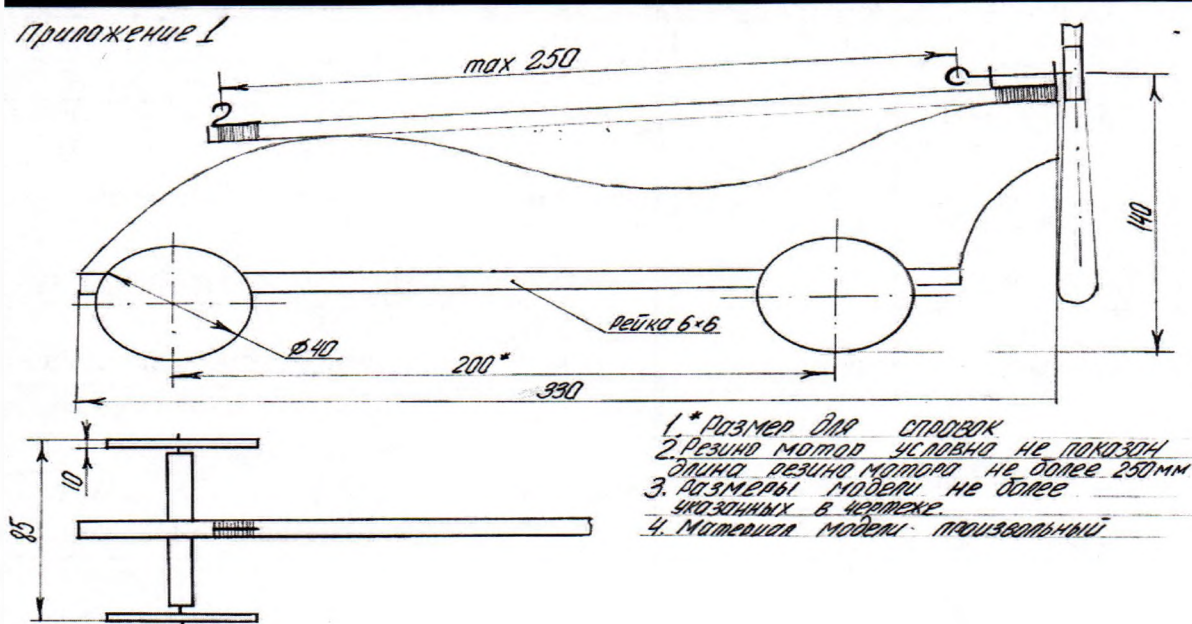 Приложение 1
max 250
140
рейка 6×6
⌀40
200*
330
10
85
1.* Размер для справок
2. Резино мотор условно не показан
длина резино мотора не более 250мм
3. Размеры модели не более
указанных в чертеже.
4. Материал модели - произвольный